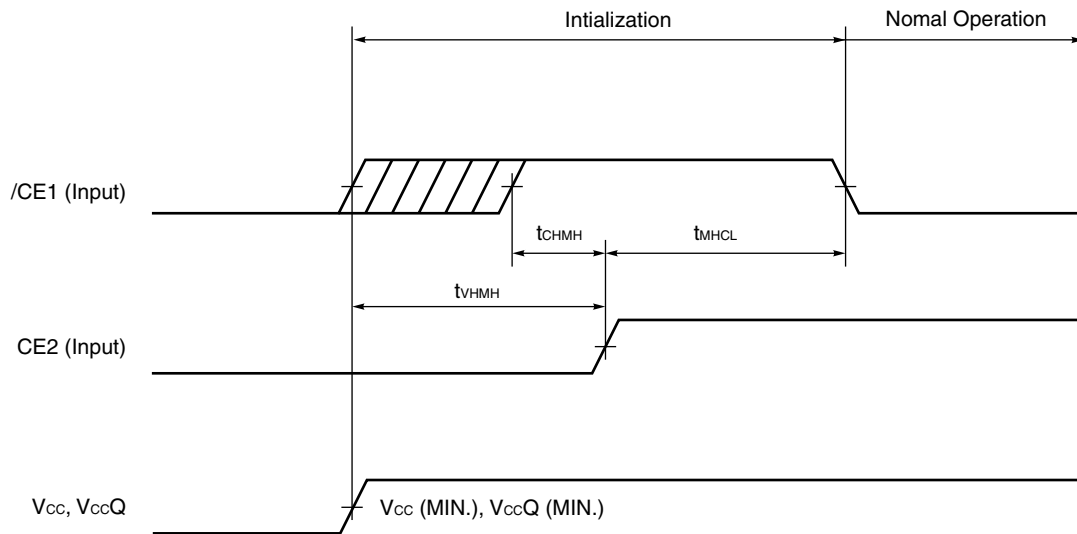 Intialization
Nomal Operation
/CE1 (Input)
tCHMH
tMHCL
tVHMH
CE2 (Input)
VCC, VCCQ
VCC (MIN.), VCCQ (MIN.)